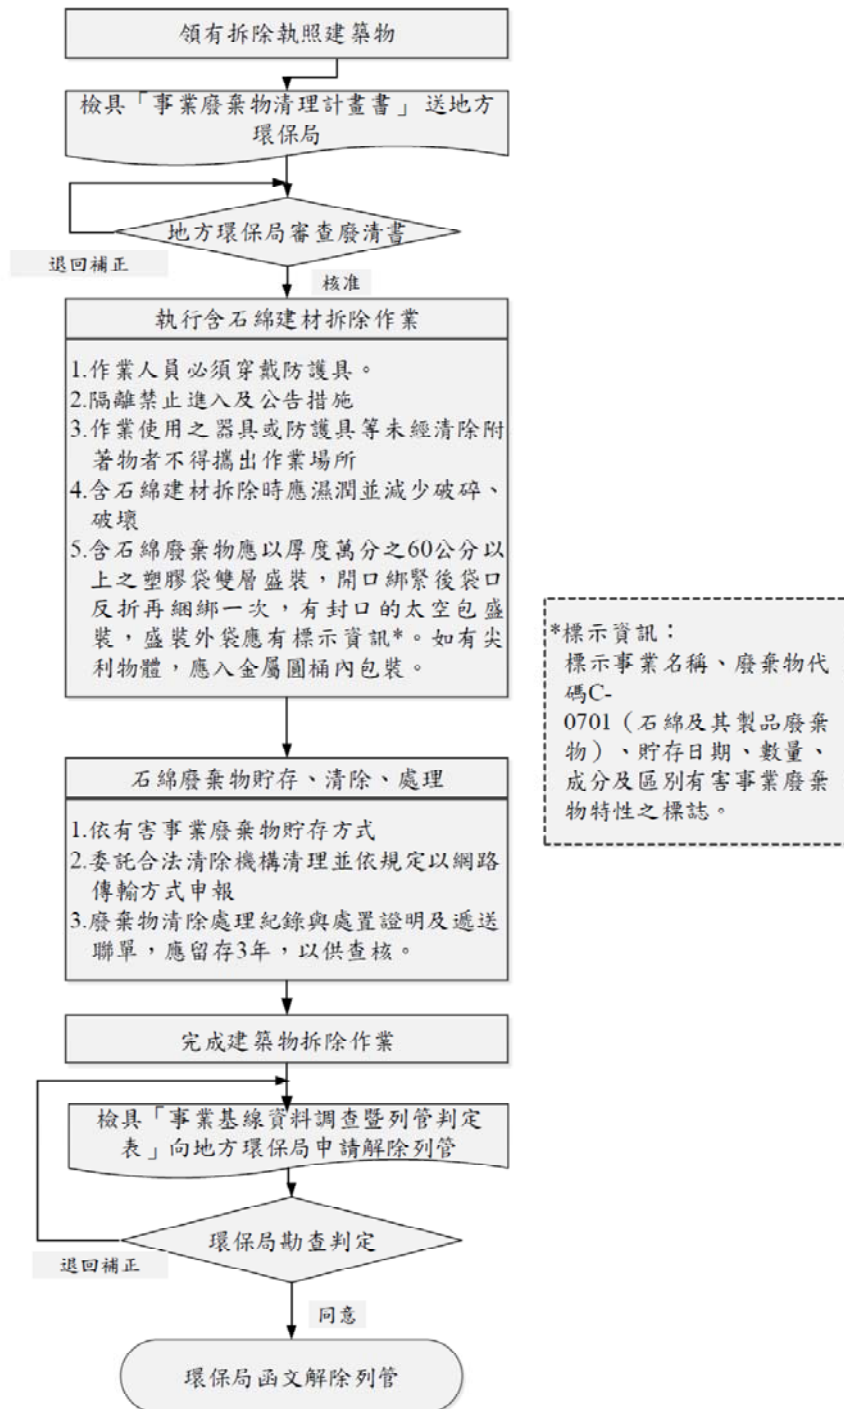 領有拆除執照建築物
檢具「事業廢棄物清理計畫書」送地方
環保局
地方環保局審查廢清書
退回補正
核准
執行含石綿建材拆除作業
1.作業人員必須穿戴防護具。
2.隔離禁止進入及公告措施
3.作業使用之器具或防護具等未經清除附
著物者不得攜出作業場所
4.含石綿建材拆除時應濕潤並減少破碎、
破壞
5.含石綿廢棄物應以厚度萬分之60公分以
上之塑膠袋雙層盛裝，開口綁緊後袋口
反折再綑綁一次，有封口的太空包盛
裝，盛裝外袋應有標示資訊*。如有尖
利物體，應入金屬圓桶內包裝。
*標示資訊：
標示事業名稱、廢棄物代
碼C-
0701（石綿及其製品廢棄
物）、貯存日期、數量、
成分及區別有害事業廢棄
物特性之標誌。
石綿廢棄物貯存、清除、處理
1.依有害事業廢棄物貯存方式
2.委託合法清除機構清理並依規定以網路
傳輸方式申報
3.廢棄物清除處理紀錄與處置證明及遞送
聯單，應留存3年，以供查核。
完成建築物拆除作業
檢具「事業基線資料調查暨列管判定
表」向地方環保局申請解除列管
環保局勘查判定
退回補正
同意
環保局函文解除列管